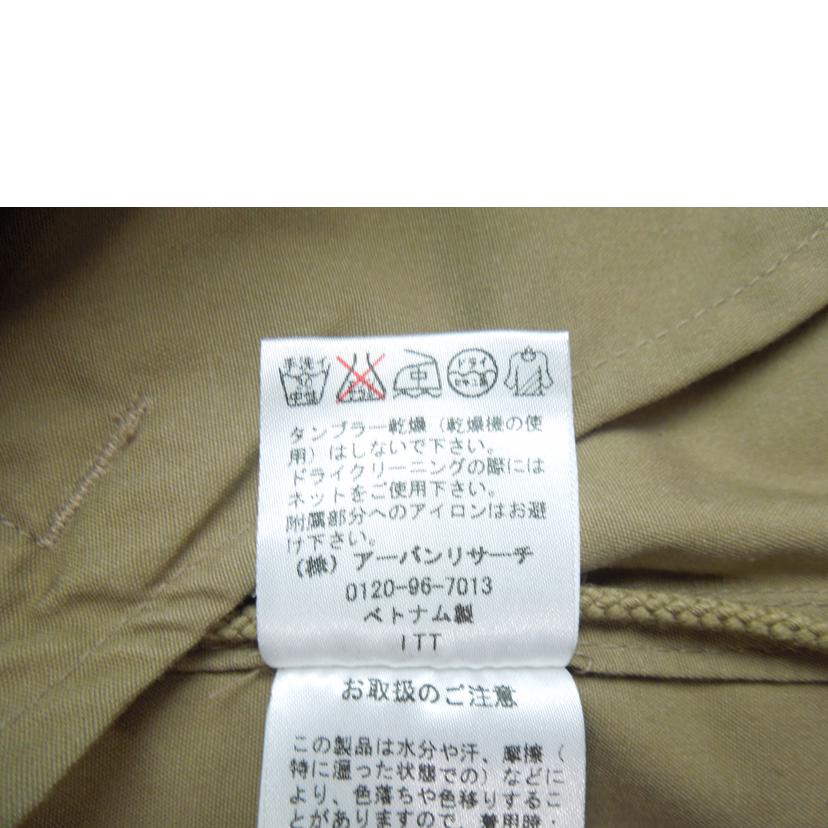 手洗イ
30
中性
中
ドライ
タンブラー乾燥（乾燥機の使
用）はしないで下さい。
ドライクリーニングの際には
ネットをご使用下さい。
附属部分へのアイロンはお避
け下さい。
（株）アーバンリサーチ
0120-96-7013
ベトナム製
ITT
お取扱のご注意
この製品は水分や汗、摩擦（
特に湿った状態での）などに
より、色落ちや色移りするこ
とがありますので、着用時・